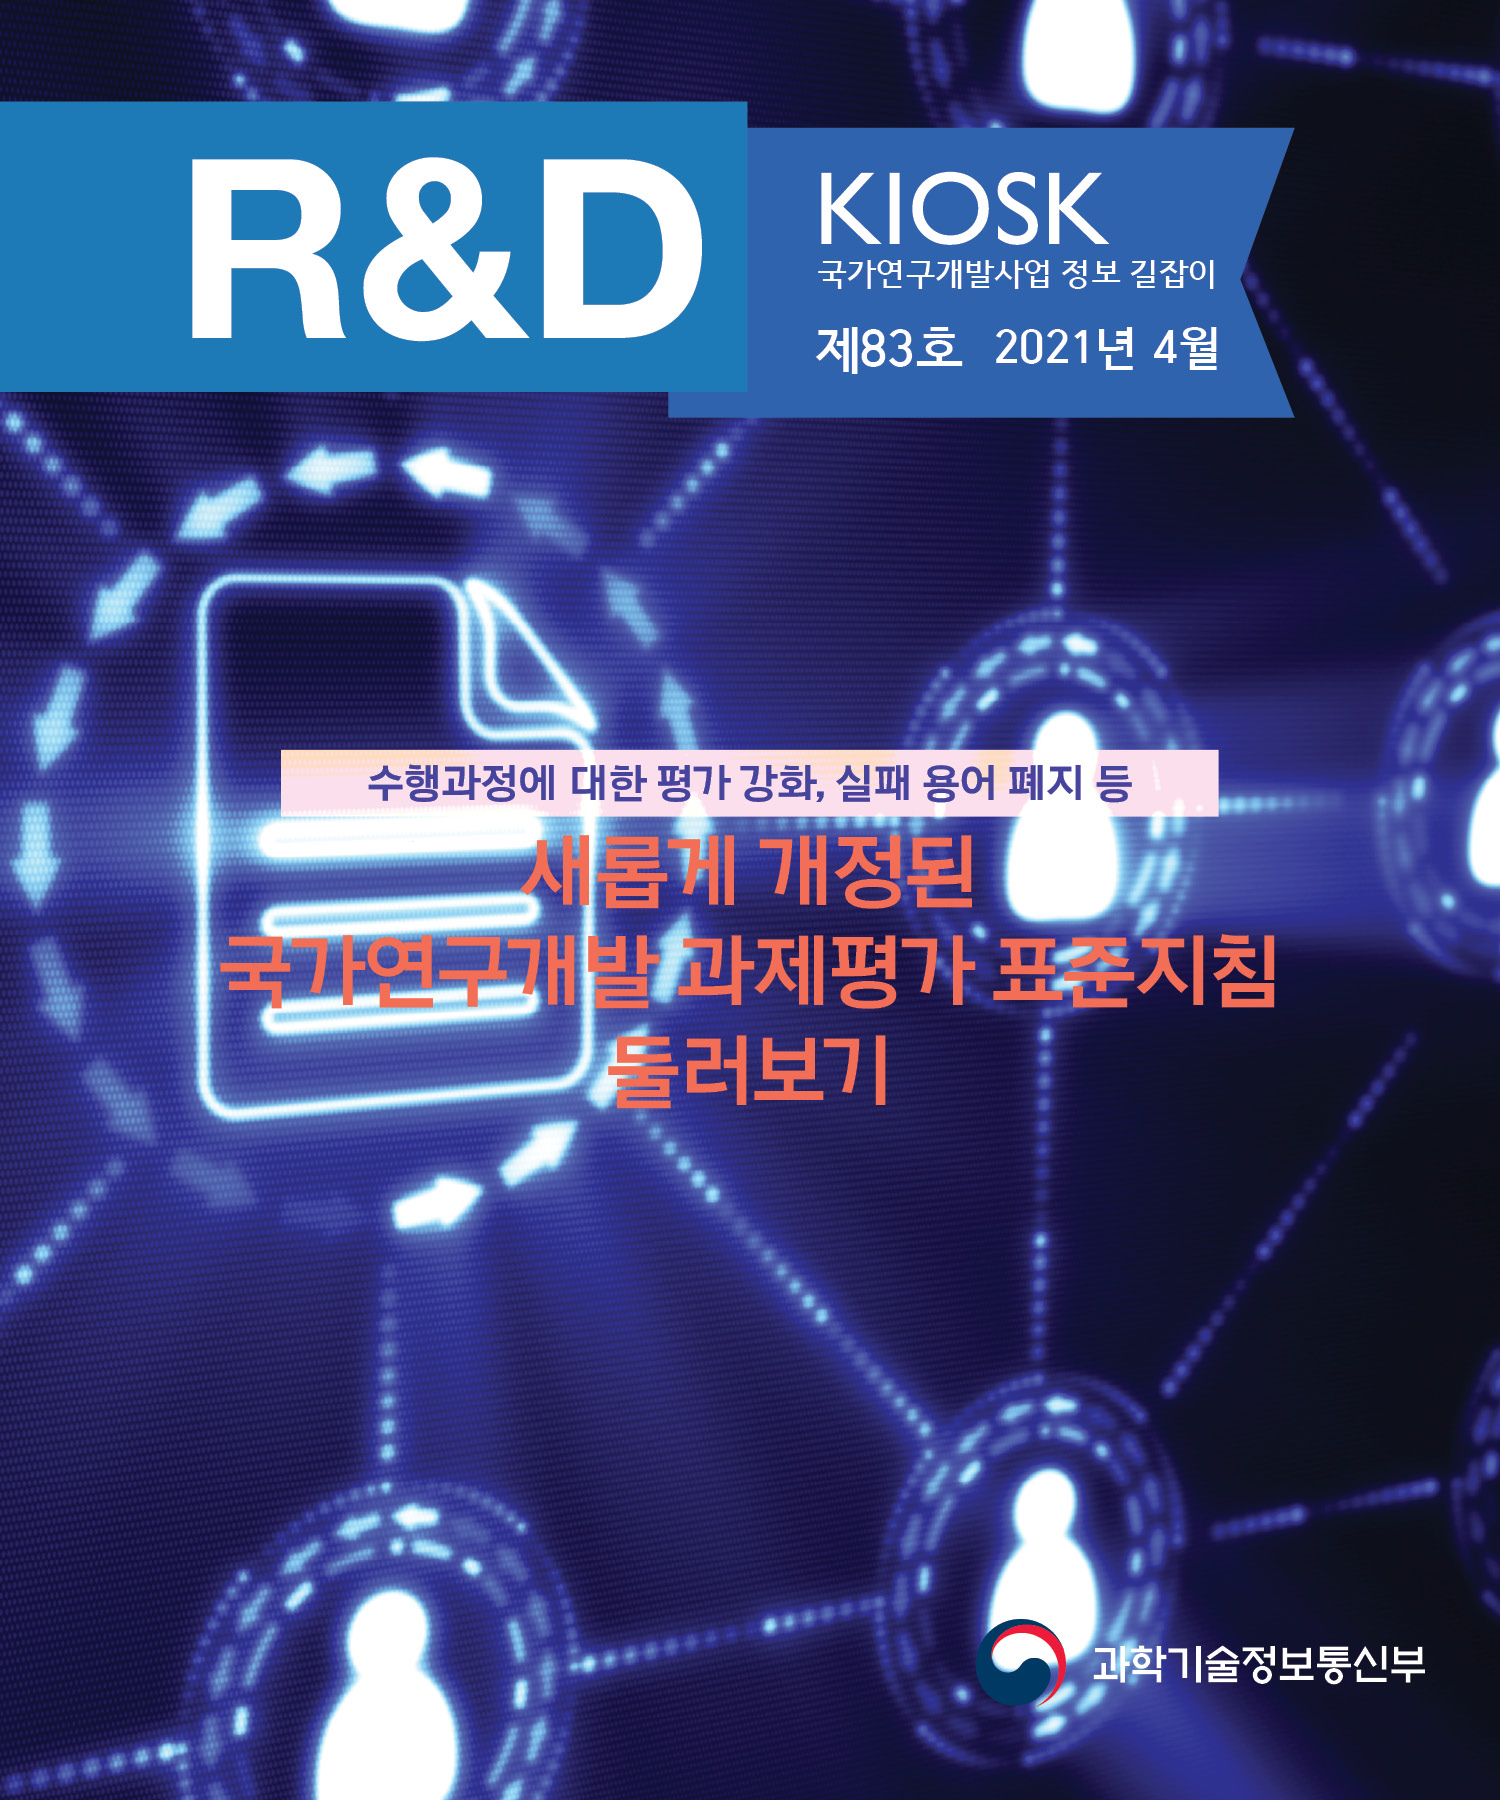 R&D
KIOSK
국가연구개발사업 정보 길잡이
제83호 2021년 4월
수행과정에 대한 평가 강화, 실패 용어 폐지 등
새롭게 개정된
국가연구개발 과제평가 표준지침
둘러보기
과학기술정보통신부